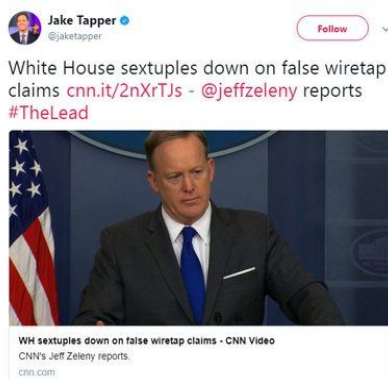 Jake Tapper
@jaketapper
Follow
White House sextuples down on false wiretap
claims cnn.it/2nXrTJs - @jeffzeleny reports
#TheLead
WH sextuples down on false wiretap claims - CNN Video
CNN's Jeff Zeleny reports.
cnn.com